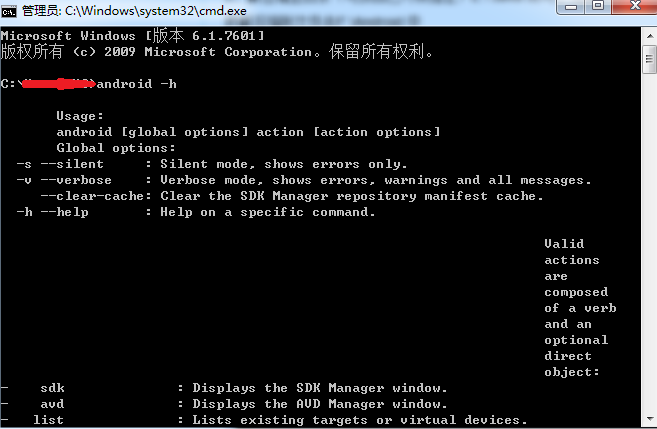 管理员: C:\Windows\system32\cmd.exe
Microsoft Windows [版本 6.1.7601]
版权所有 (c) 2009 Microsoft Corporation。保留所有权利。
C:\ >android -h
Usage:
android [global options] action [action options]
Global options:
-s --silent : Silent mode, shows errors only.
-v --verbose : Verbose mode, shows errors, warnings and all messages.
--clear-cache: Clear the SDK Manager repository manifest cache.
-h --help : Help on a specific command.
Valid
actions
are
composed
of a verb
and an
optional
direct
object:
- sdk : Displays the SDK Manager window.
- avd : Displays the AVD Manager window.
- list : Lists existing targets or virtual devices.